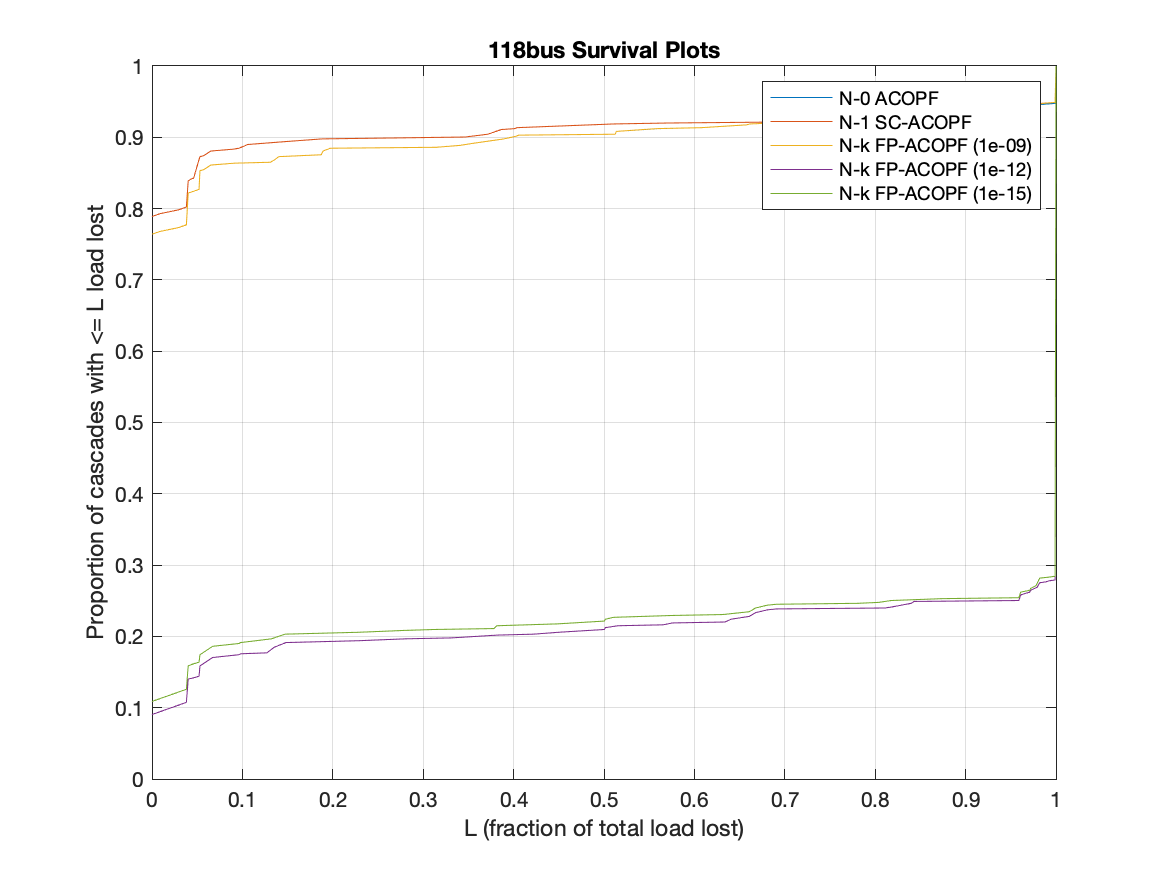 118bus Survival Plots
N-0 ACOPF
N-1 SC-ACOPF
N-k FP-ACOPF (1e-09)
N-k FP-ACOPF (1e-12)
N-k FP-ACOPF (1e-15)
Proportion of cascades with <= L load lost
1
0.9
0.8
0.7
0.6
0.5
0.4
0.3
0.2
0.1
0
0 0.1 0.2 0.3 0.4 0.5 0.6 0.7 0.8 0.9 1
L (fraction of total load lost)